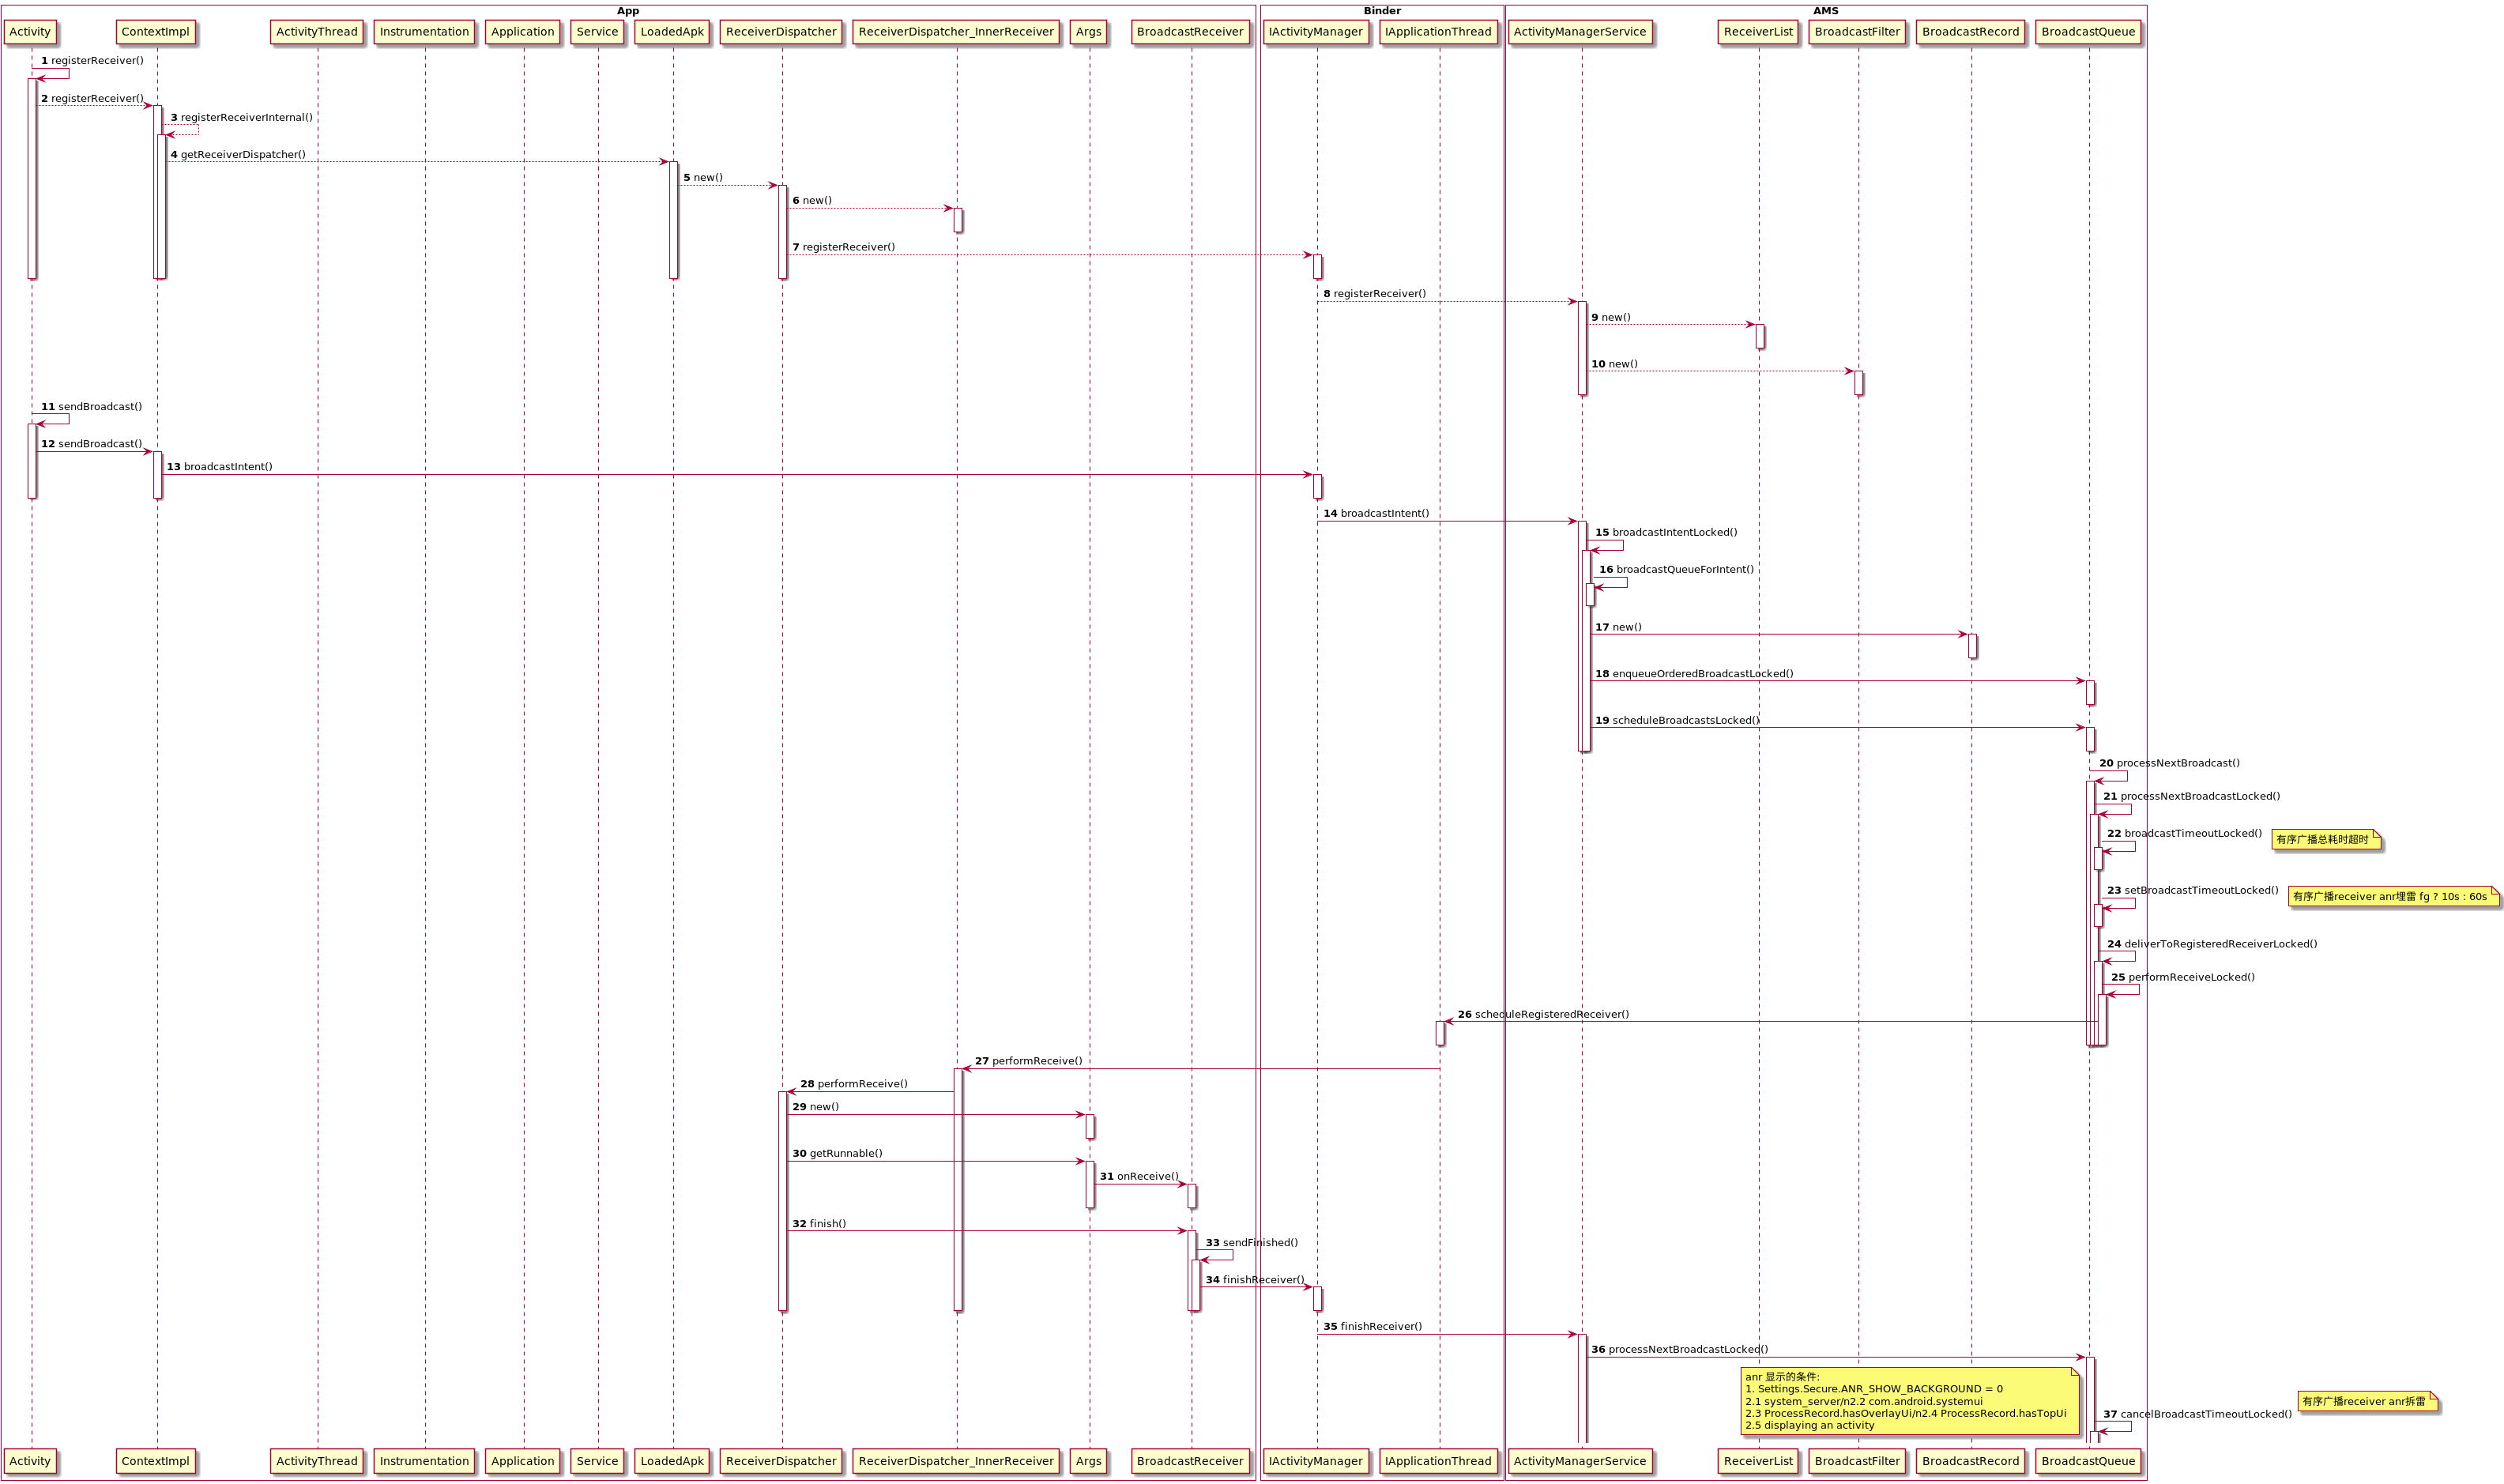 App
Binder
AMS
Activity
ContextImpl
ActivityThread
Instrumentation
Application
Service
LoadedApk
ReceiverDispatcher
ReceiverDispatcher_InnerReceiver
Args
BroadcastReceiver
IActivityManager
IApplicationThread
ActivityManagerService
ReceiverList
BroadcastFilter
BroadcastRecord
BroadcastQueue
1 registerReceiver()
2 registerReceiver()
3 registerReceiverInternal()
4 getReceiverDispatcher()
5 new()
6 new()
7 registerReceiver()
8 registerReceiver()
9 new()
10 new()
11 sendBroadcast()
12 sendBroadcast()
13 broadcastIntent()
14 broadcastIntent()
15 broadcastIntentLocked()
16 broadcastQueueForIntent()
17 new()
18 enqueueOrderedBroadcastLocked()
19 scheduleBroadcastsLocked()
20 processNextBroadcast()
21 processNextBroadcastLocked()
22 broadcastTimeoutLocked()
有序广播总耗时超时
23 setBroadcastTimeoutLocked()
有序广播receiver anr埋雷 fg ? 10s : 60s
24 deliverToRegisteredReceiverLocked()
25 performReceiveLocked()
26 scheduleRegisteredReceiver()
27 performReceive()
28 performReceive()
29 new()
30 getRunnable()
31 onReceive()
32 finish()
33 sendFinished()
34 finishReceiver()
35 finishReceiver()
36 processNextBroadcastLocked()
anr 显示的条件:
1. Settings.Secure.ANR_SHOW_BACKGROUND = 0
2.1 system_server/n2.2 com.android.systemui
2.3 ProcessRecord.hasOverlayUi/n2.4 ProcessRecord.hasTopUi
2.5 displaying an activity
有序广播receiver anr拆雷
37 cancelBroadcastTimeoutLocked()
Activity
ContextImpl
ActivityThread
Instrumentation
Application
Service
LoadedApk
ReceiverDispatcher
ReceiverDispatcher_InnerReceiver
Args
BroadcastReceiver
IActivityManager
IApplicationThread
ActivityManagerService
ReceiverList
BroadcastFilter
BroadcastRecord
BroadcastQueue